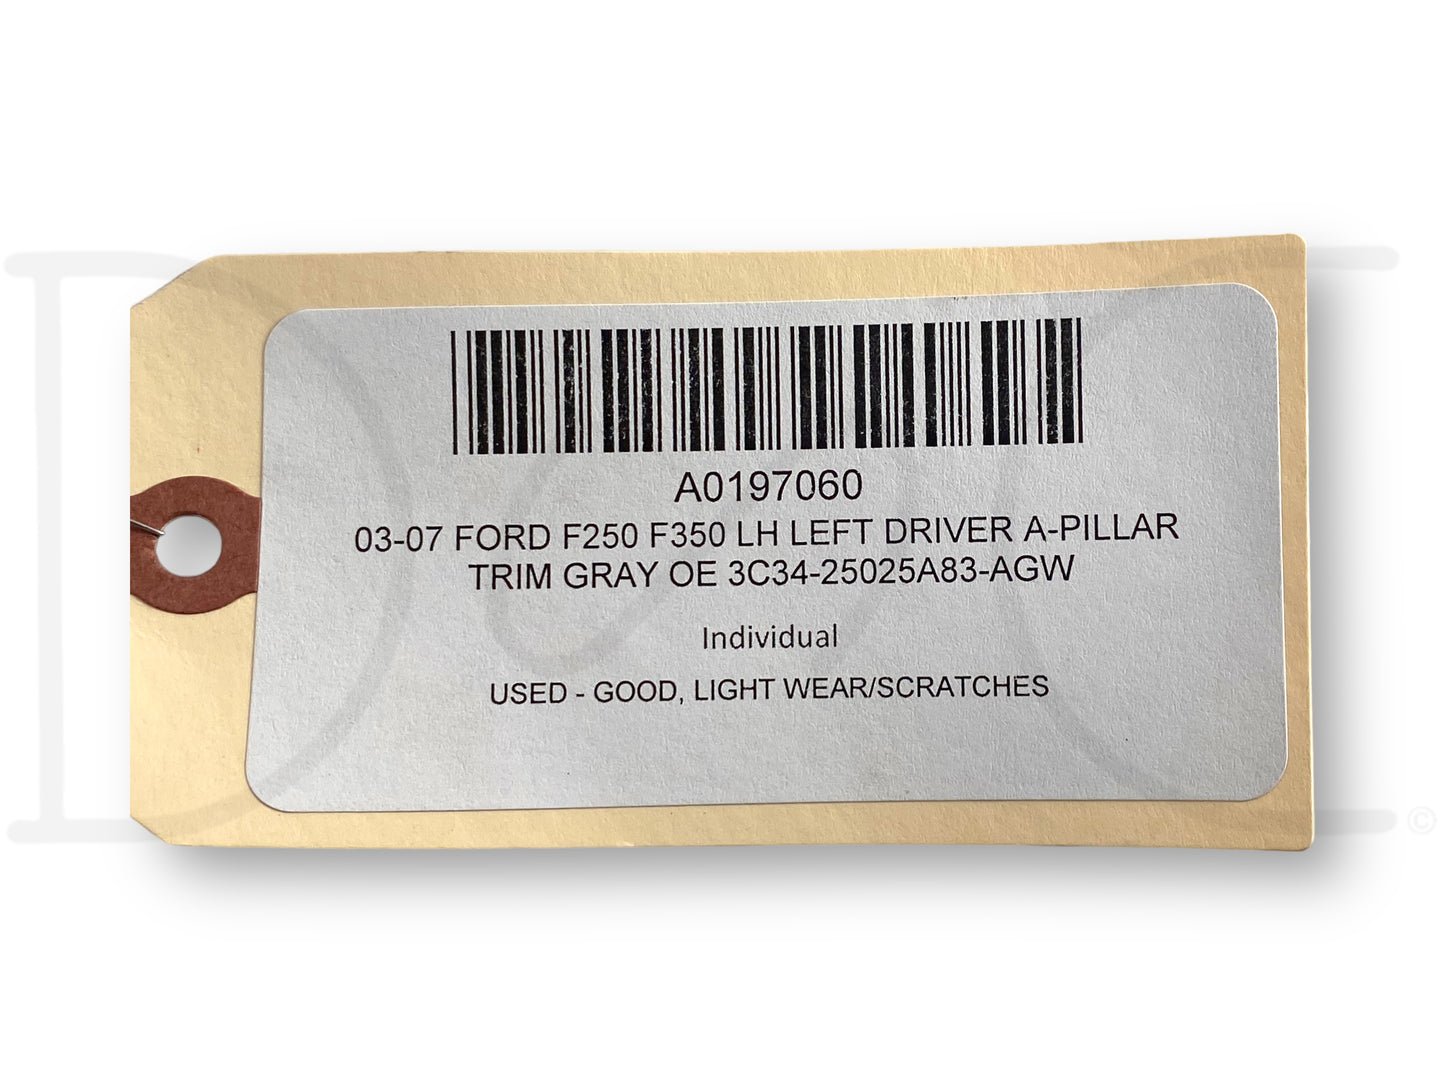 A0197060
03-07 FORD F250 F350 LH LEFT DRIVER A-PILLAR
TRIM GRAY OE 3C34-25025A83-AGW
Individual
USED - GOOD, LIGHT WEAR/SCRATCHES
©